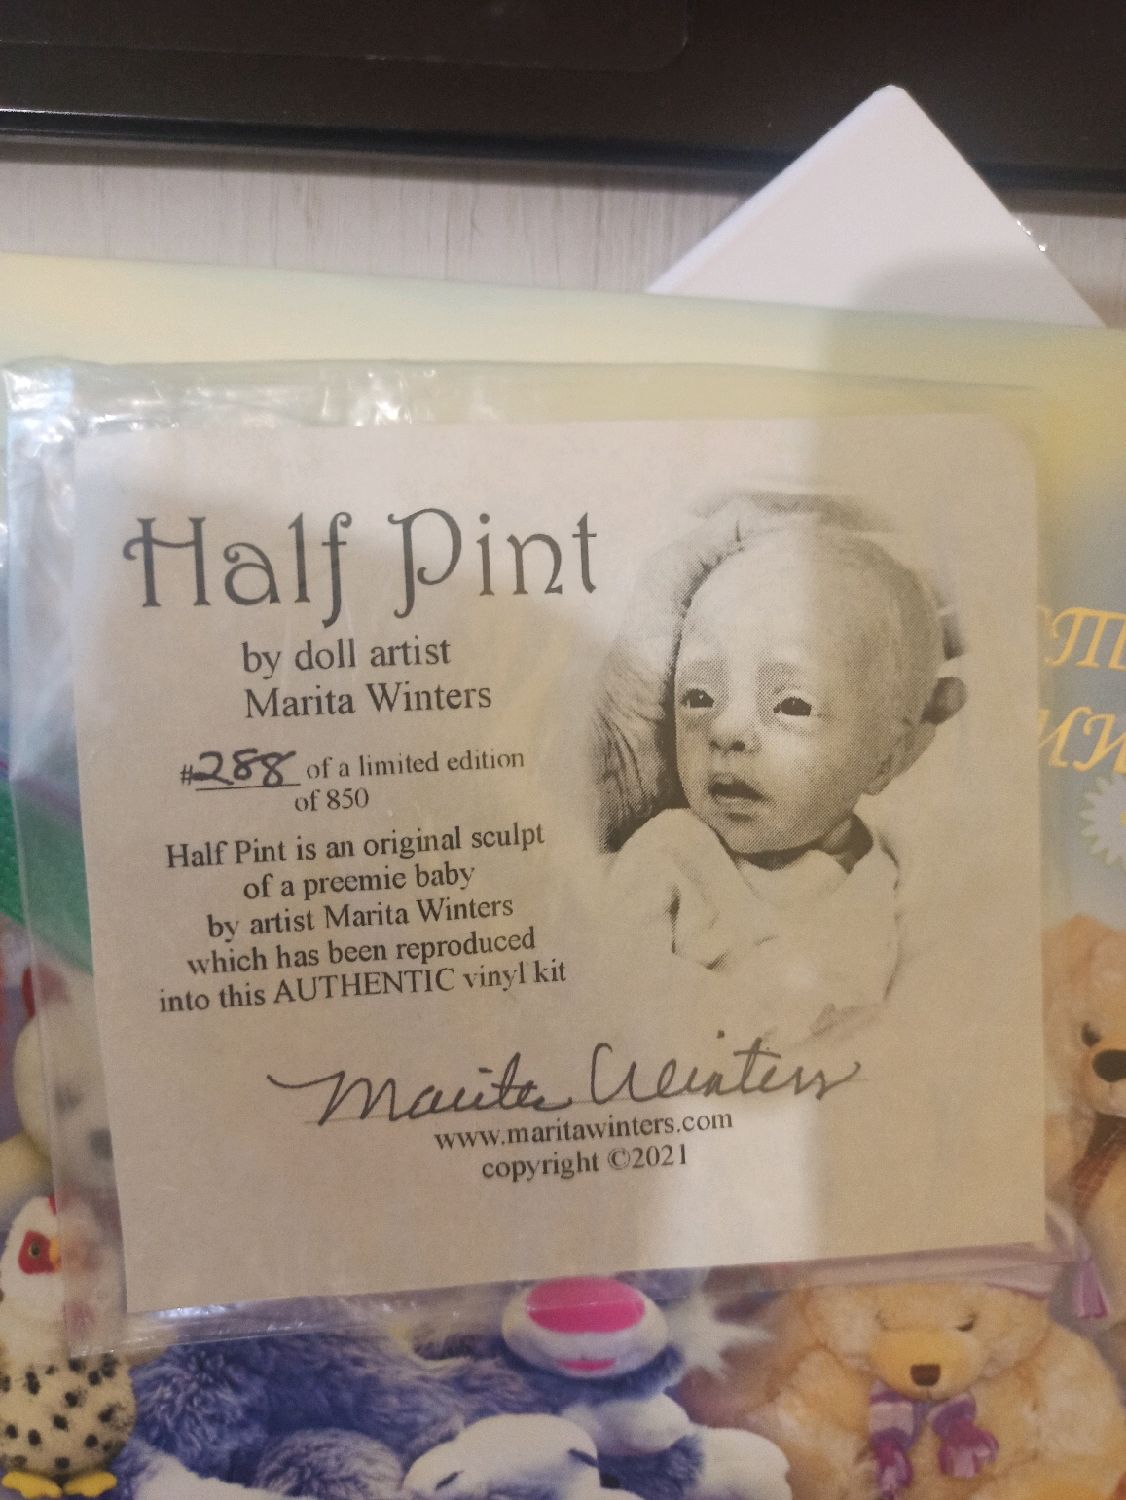 Half Pint
by doll artist
Marita Winters
#288 of a limited edition
of 850
Half Pint is an original sculpt
of a preemie baby
by artist Marita Winters
which has been reproduced
into this AUTHENTIC vinyl kit
Marita Winters
www.maritawinters.com
copyright ©2021